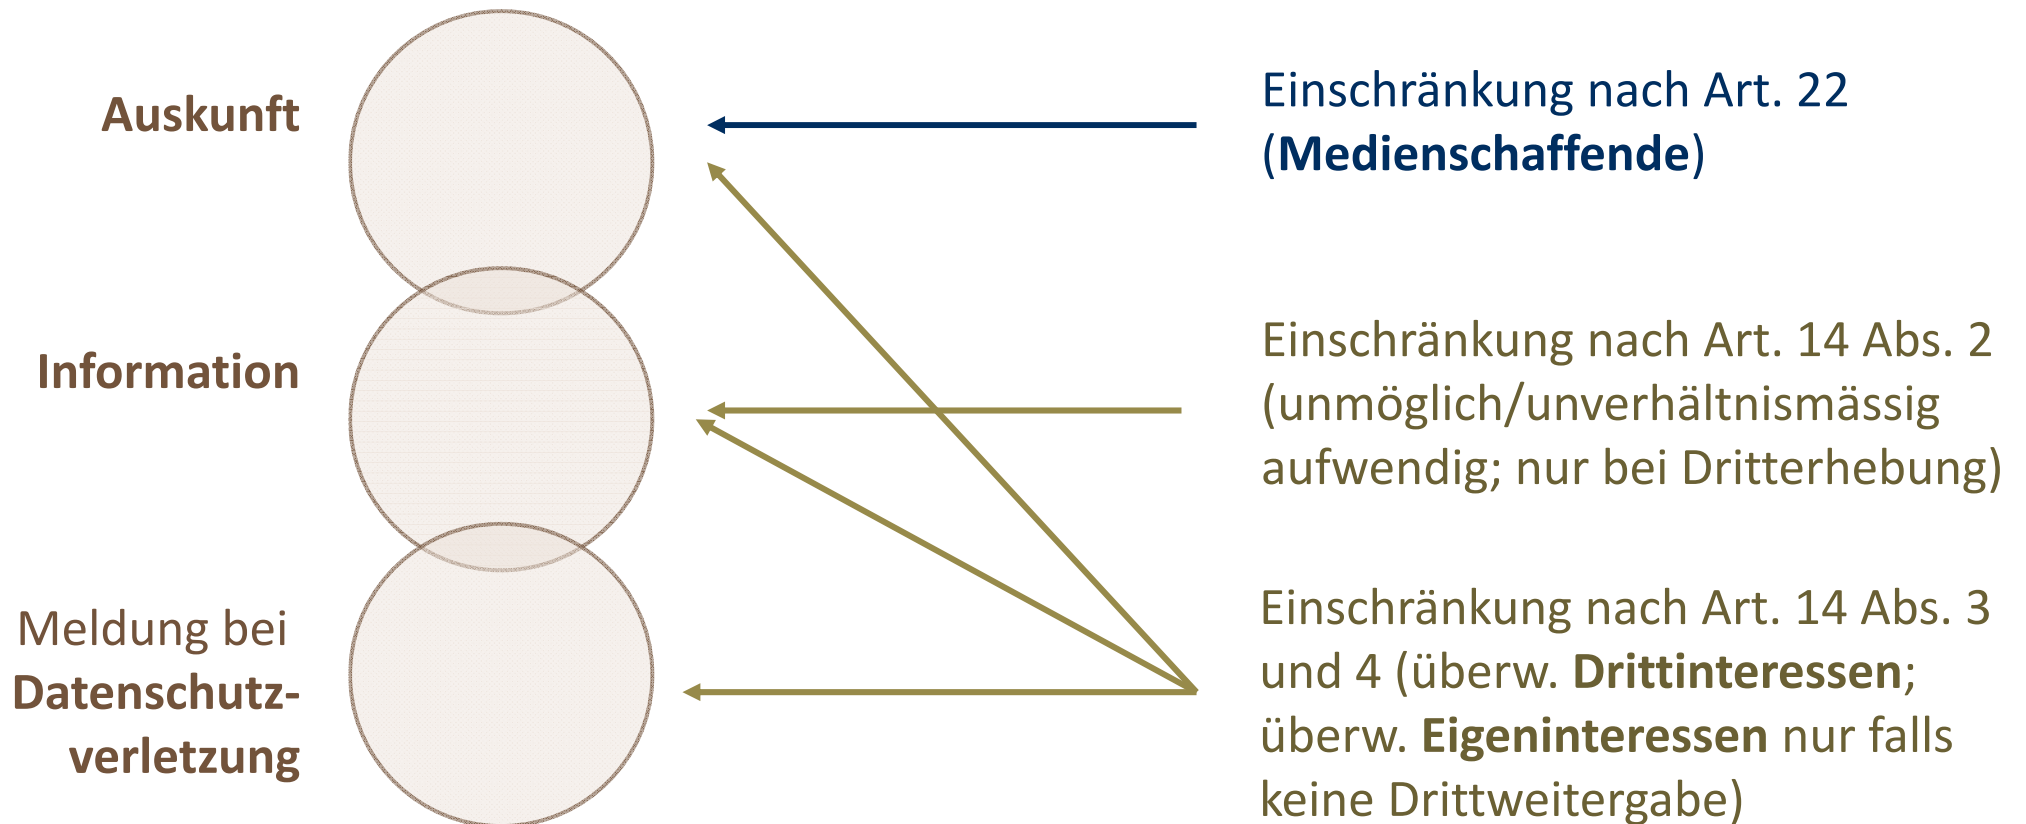 Auskunft
Einschränkung nach Art. 22
(Medienschaffende)
Information
Einschränkung nach Art. 14 Abs. 2
(unmöglich/unverhältnismässig
aufwendig; nur bei Dritterhebung)
Meldung bei
Datenschutz-
verletzung
Einschränkung nach Art. 14 Abs. 3
und 4 (überw. Drittinteressen;
überw. Eigeninteressen nur falls
keine Drittweitergabe)